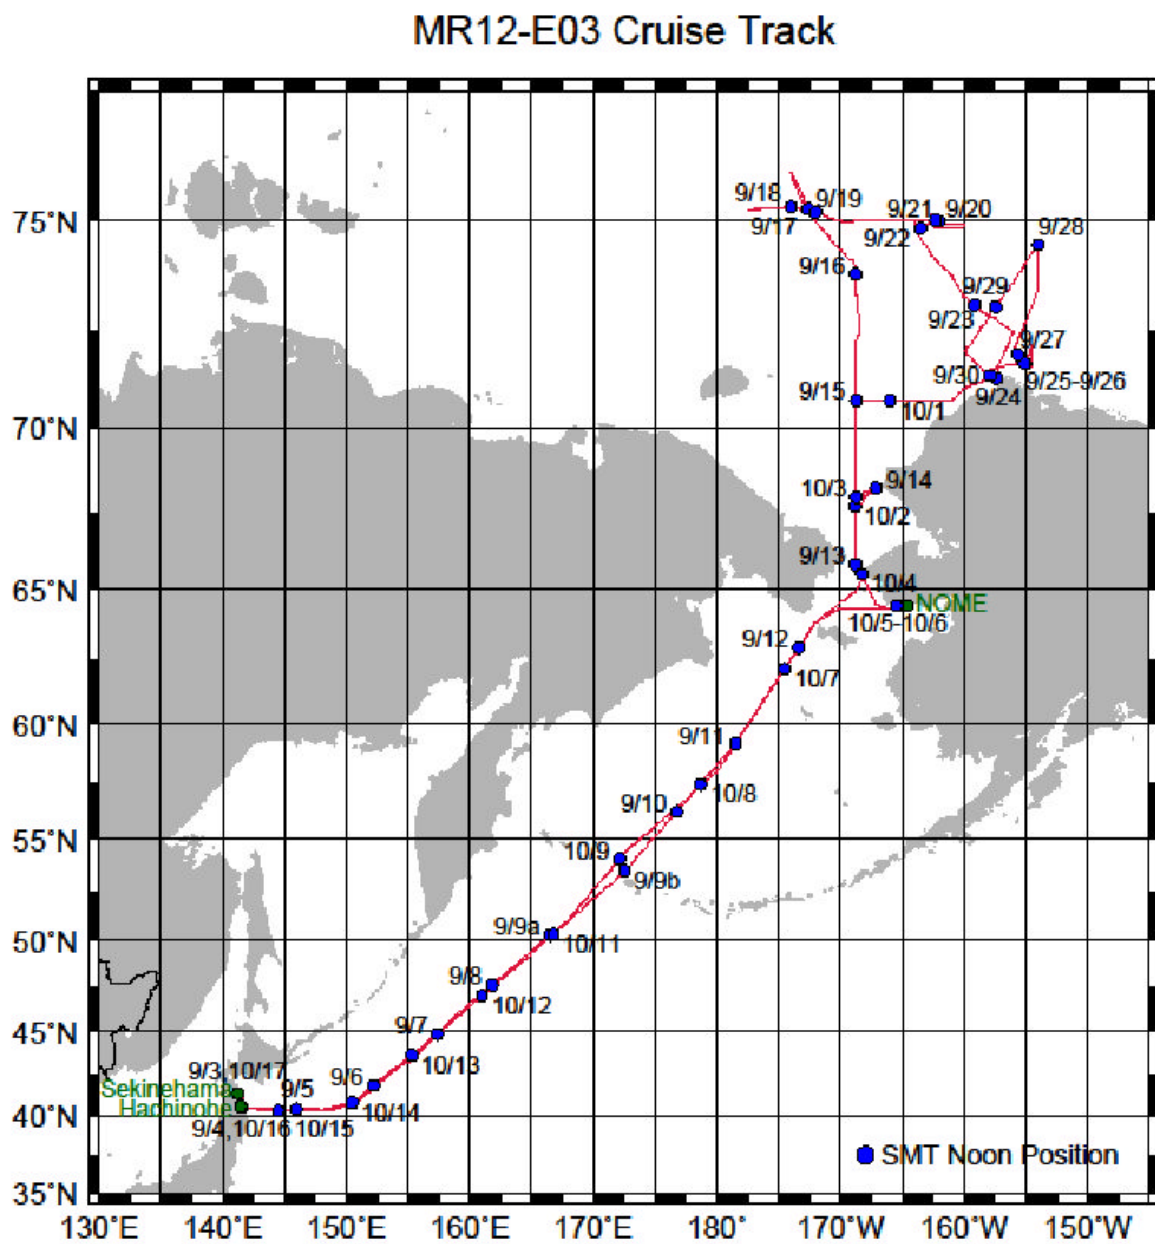 MR12-E03 Cruise Track
75°N
70°N
65°N
60°N
55°N
50°N
45°N
40°N
35°N
9/18
9/19
9/17
9/21
9/20
9/22
9/28
9/16
9/29
9/23
9/27
9/30
9/25-9/26
9/24
9/15
10/1
9/14
10/3
10/2
9/13
10/4
NOME
10/5-10/6
9/12
10/7
9/11
10/8
9/10
10/9
9/9b
9/9a
10/11
9/8
10/12
9/7
10/13
9/6
10/14
9/3,10/17
Sekinehama
9/5
Hachinohe
9/4,10/16
10/15
SMT Noon Position
130°E
140°E
150°E
160°E
170°E
180°
170°W
160°W
150°W